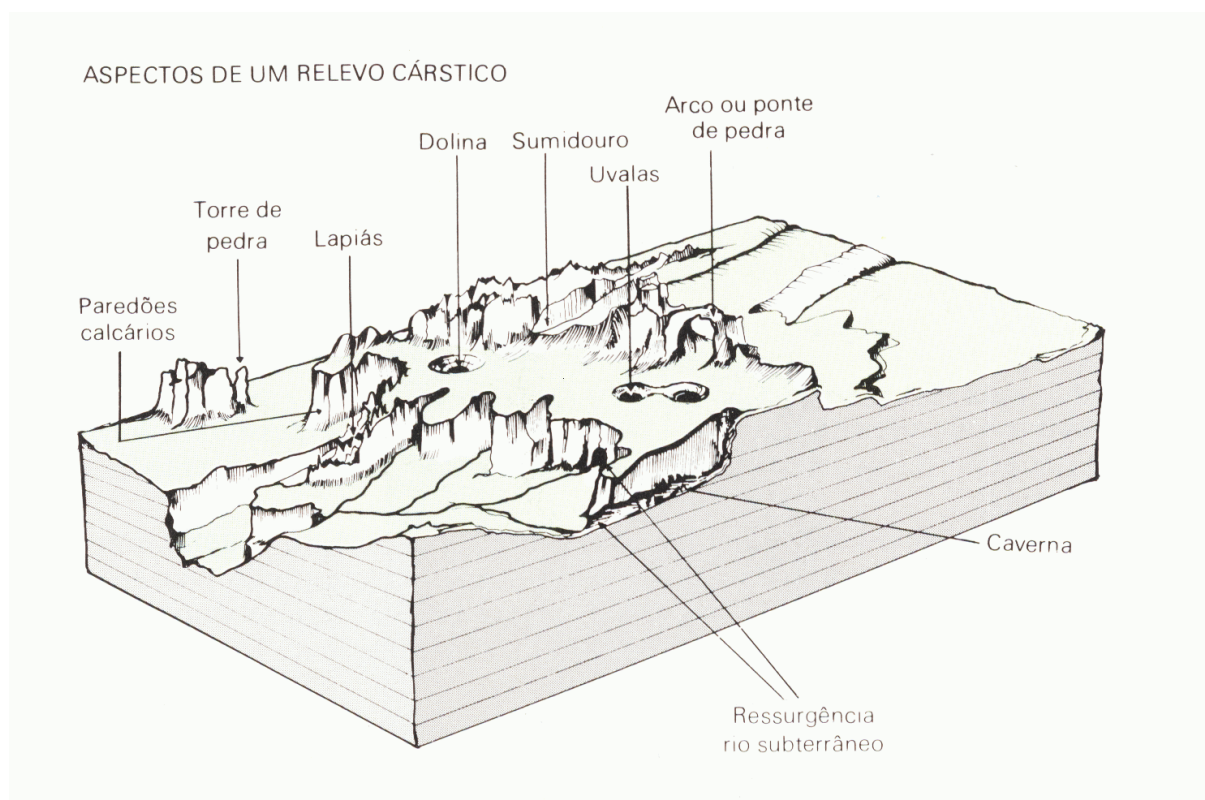 ASPECTOS DE UM RELEVO CÁRSTICO
Arco ou ponte
de pedra
Dolina
Sumidouro
Uvalas
Torre de
pedra
Lapiás
Paredões
calcários
Caverna
Ressurgência
rio subterrâneo